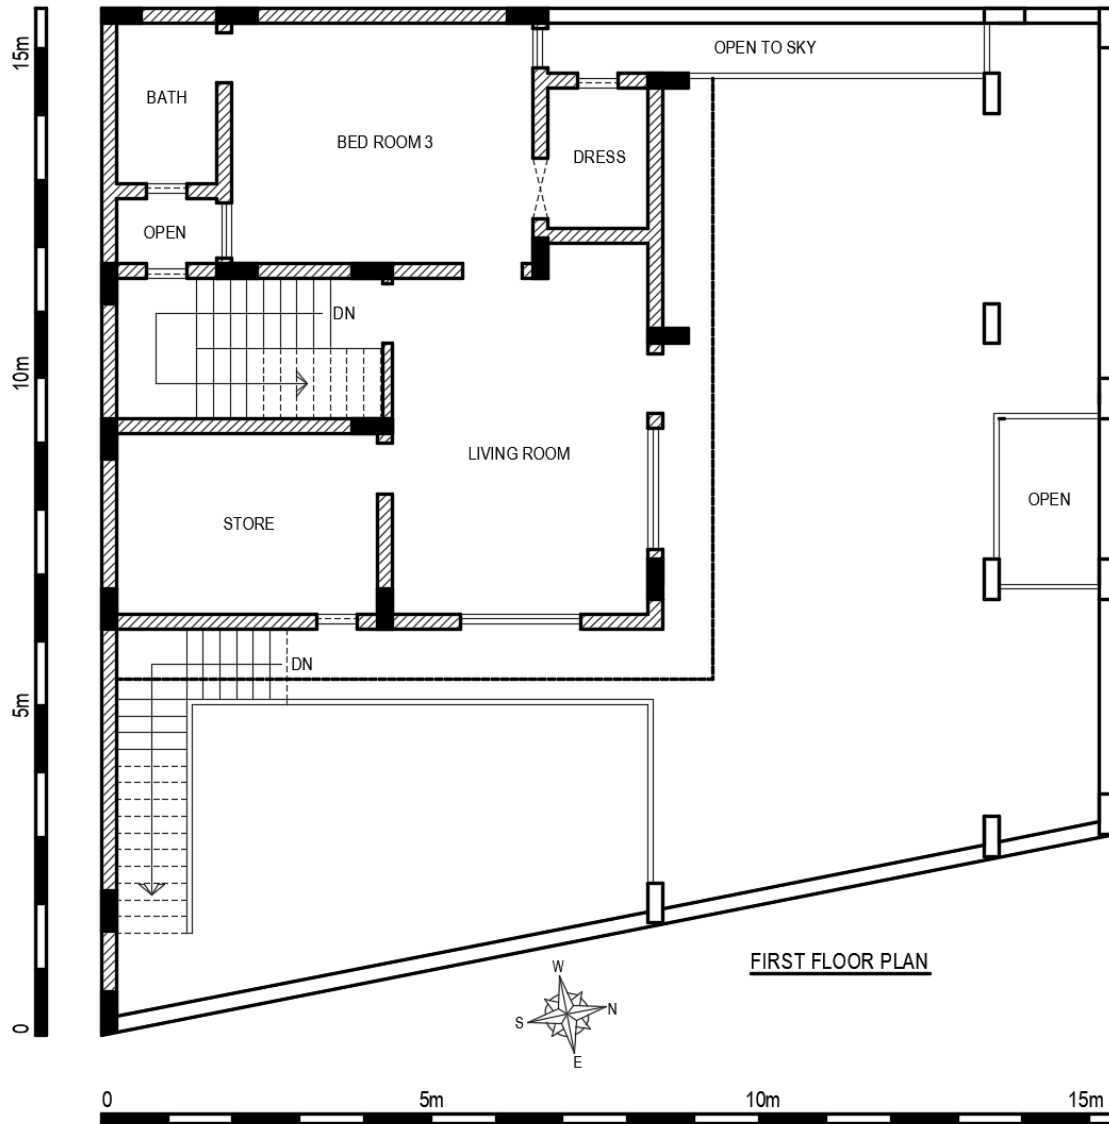 15m
OPEN TO SKY
BATH
BED ROOM 3
DRESS
OPEN
DN
10m
LIVING ROOM
OPEN
STORE
DN
5m
FIRST FLOOR PLAN
W
N
S
E
0
0
5m
10m
15m